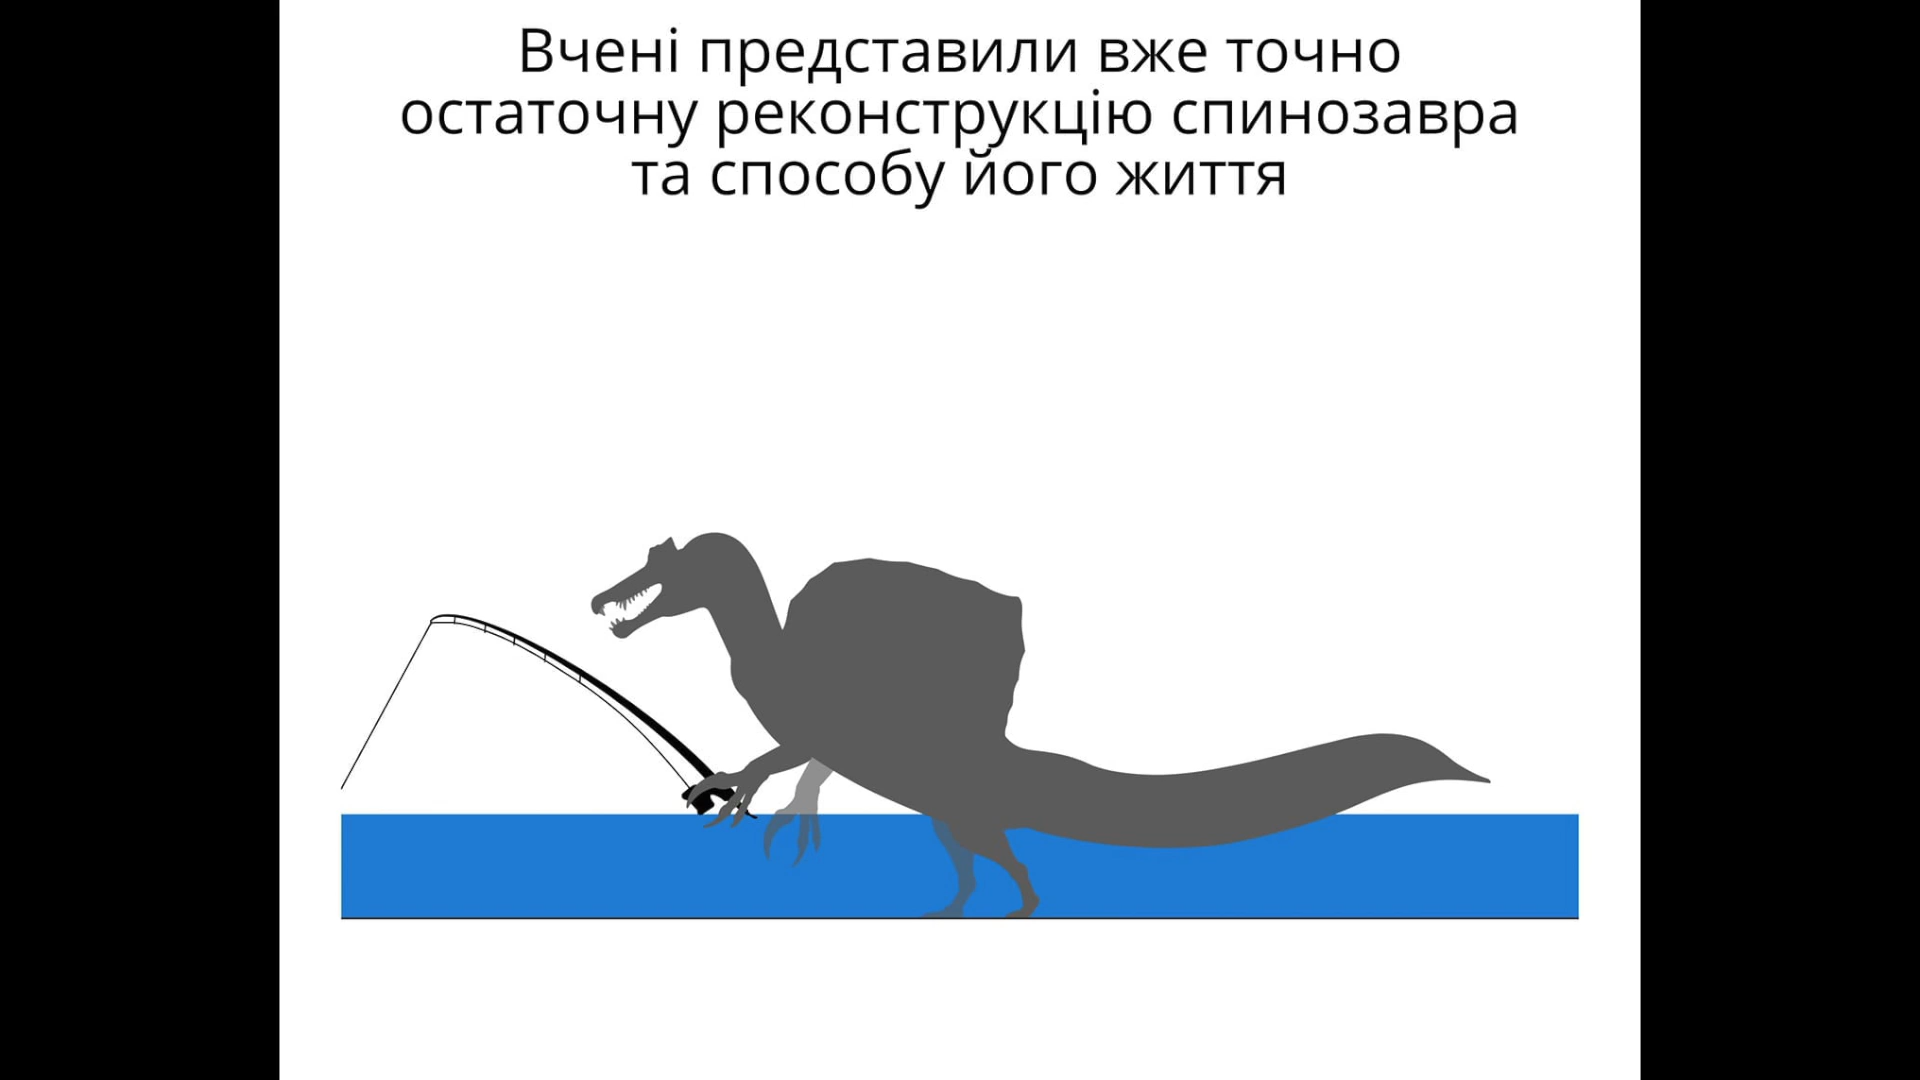 Вчені представили вже точно
остаточну реконструкцію спинозавра
та способу його життя